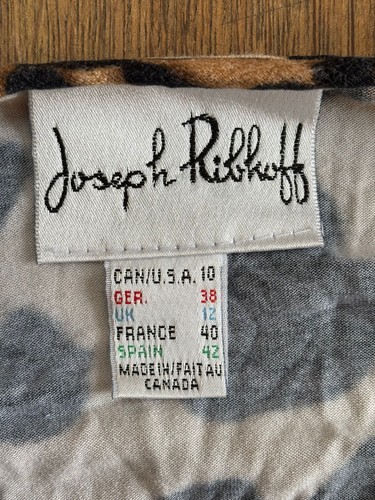 Joseph Ribkoff
CAN/U.S.A. 10
GER. 38
UK 12
FRANCE 40
SPAIN 42
MADE IN/FAIT AU
CANADA